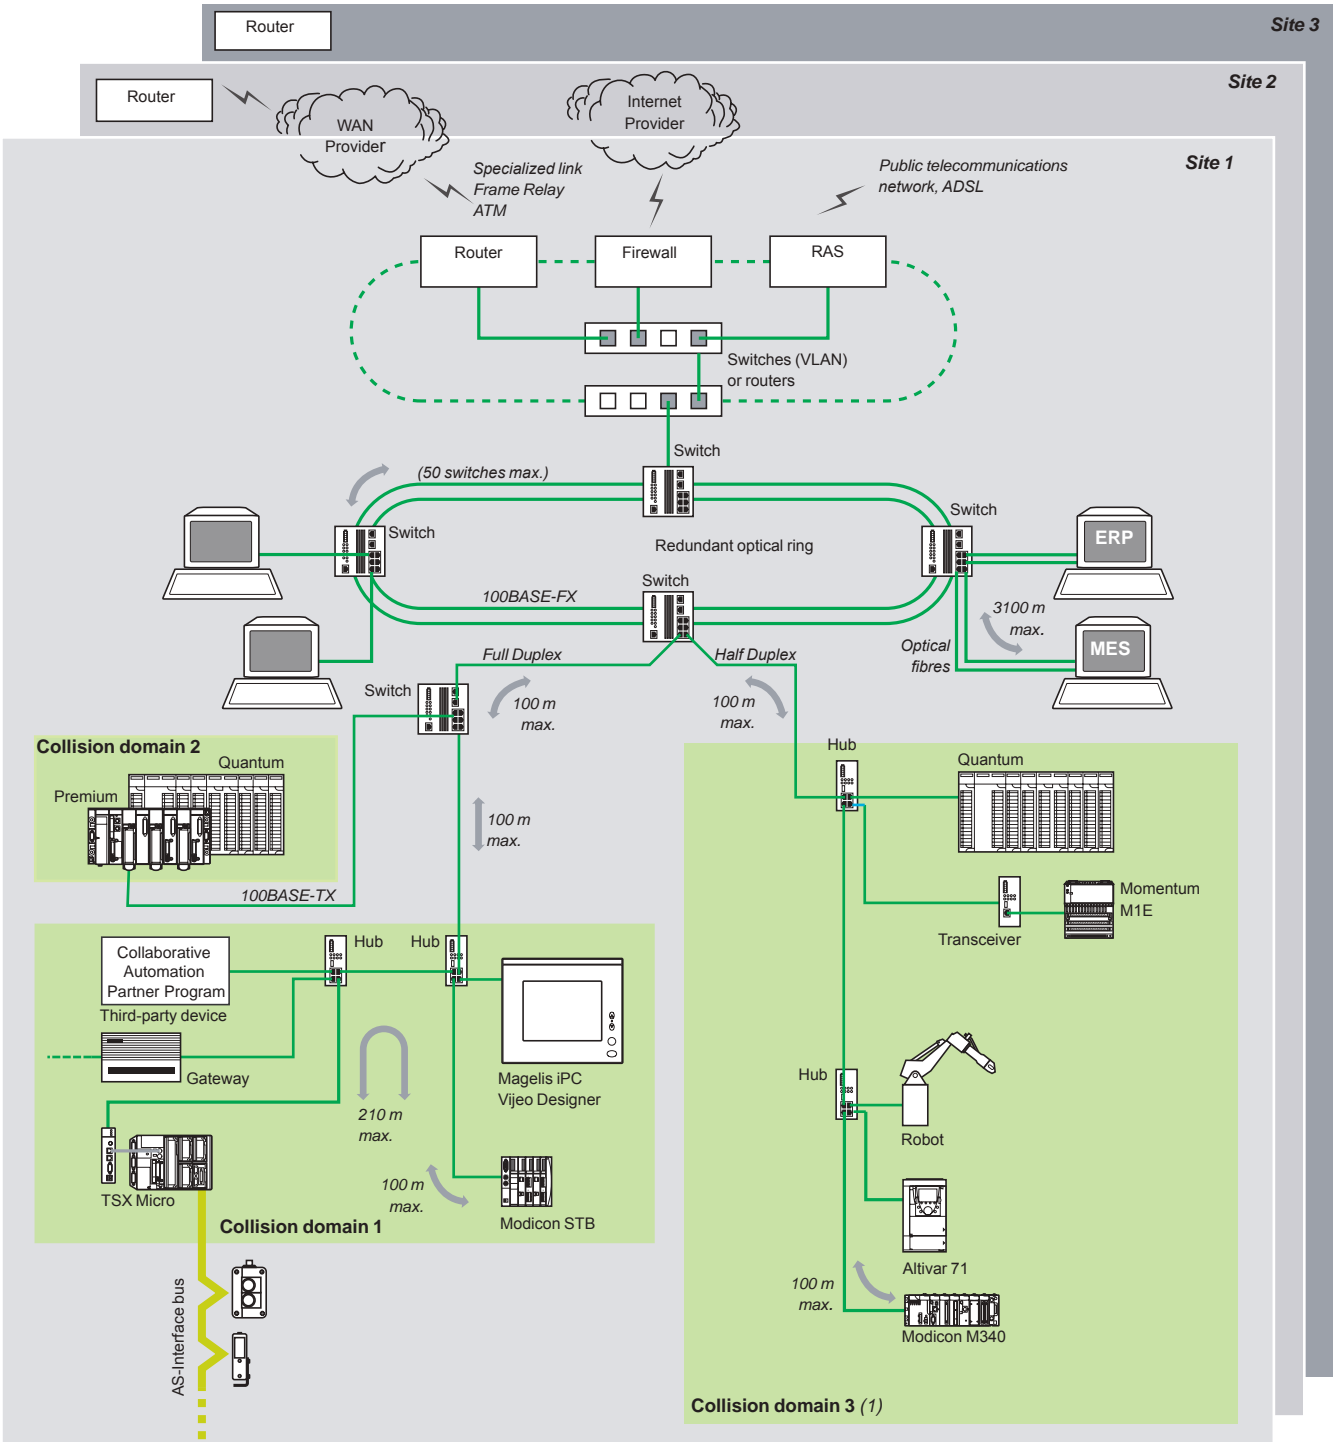 Router
Site 3
Router
Site 2
WAN
Provider
Internet
Provider
Site 1
Specialized link
Frame Relay
ATM
Public telecommunications
network, ADSL
Router
Firewall
RAS
Switches (VLAN)
or routers
Switch
(50 switches max.)
Switch
Switch
ERP
Redundant optical ring
Switch
100BASE-FX
3100 m
max.
Optical
fibres
MES
Full Duplex
Half Duplex
Switch
100 m
max.
100 m
max.
Collision domain 2
Quantum
Premium
100 m
max.
100BASE-TX
Hub
Quantum
Momentum
M1E
Transceiver
Collaborative
Automation
Partner Program
Third-party device
Hub
Hub
Gateway
Magelis iPC
Vijeo Designer
210 m
max.
TSX Micro
100 m
max.
Modicon STB
Collision domain 1
AS-Interface bus
Hub
Robot
Altivar 71
100 m
max.
Modicon M340
Collision domain 3 (1)